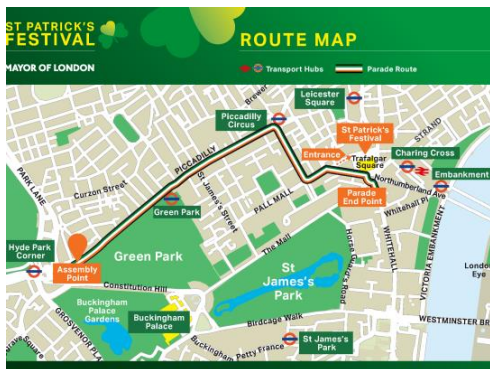 ST PATRICK'S
FESTIVAL
MAYOR OF LONDON
ROUTE MAP
Transport Hubs
Parade Route
Brewer
Leicester
Square
Piccadilly
Circus
St Patrick's
Festival
STRAND
Entrance
Trafalgar
Square
Charing Cross
Embankment
PARK LANE
Curzon Street
PICCADILLY
St James's Street
PALL MALL
Parade
End Point
Northumberland Ave
Whitehall Pl
Green Park
Hyde Park
Corner
Assembly
Point
Green Park
The Mall
Horse Guard's Road
WHITEHALL
VICTORIA EMBANKMENT
London
Eye
Constitution Hill
St
James's
Park
Buckingham
Palace
Gardens
Buckingham
Palace
GROSVENOR PLA
Birdcage Walk
WESTMINSTER BR
Buckingham
Petty France
St James's
Park
grave Square